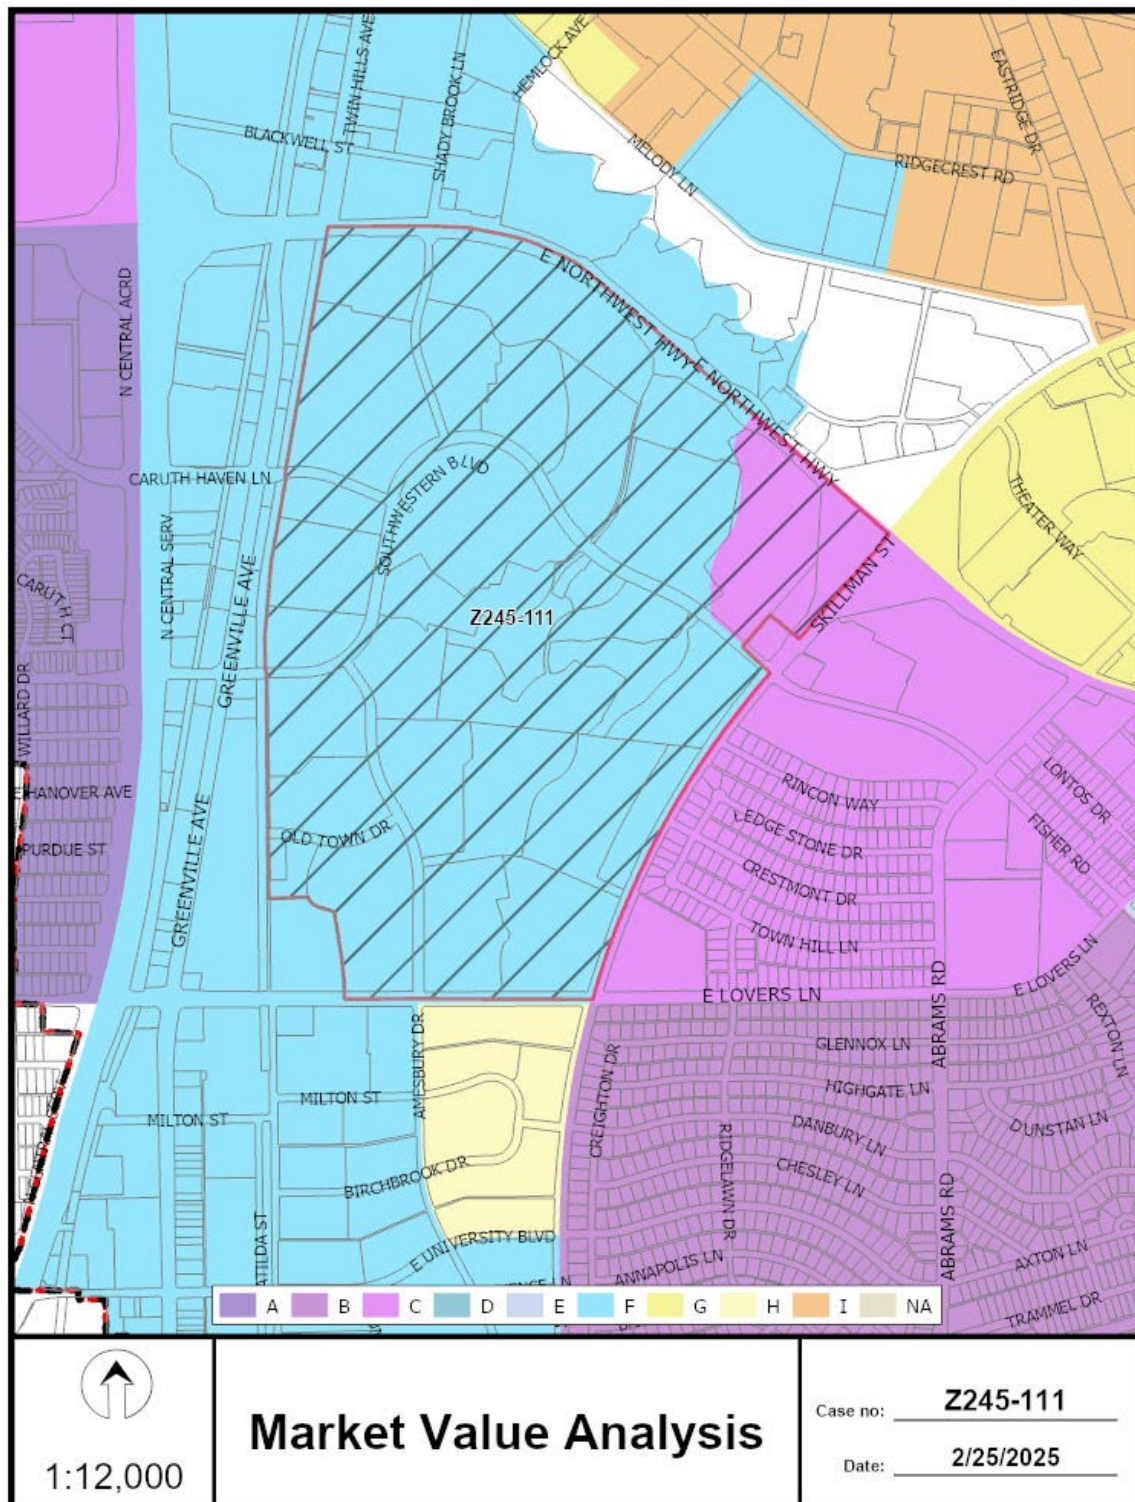 TWIN HILLS AVE
SHADY BROOK LN
HEMLOCK AVE
EASTRIDGE DR
BLACKWELL ST
MELODY LN
RIDGECREST RD
E NORTHWEST HWY
E NORTHWEST HWY
N CENTRAL ACRD
CARUTH HAVEN LN
SOUTHWESTERN BLVD
THEATER WAY
N CENTRAL SERV
GREENVILLE AVE
SKILLMAN ST
CARUTH CT
Z245-111
WILLARD DR
HANOVER AVE
PURDUE ST
RINCON WAY
LONTOS DR
LEDGESTONE DR
FISHER RD
OLD TOWN DR
GREENVILLE AVE
CRESTMONT DR
TOWN HILL LN
E LOVERS LN
E LOVERS LN
ABRAMS RD
REXTON LN
GLENNOX LN
AMESBURY DR
CREIGHTON DR
HIGHGATE LN
MILTON ST
MILTON ST
DANBURY LN
DUNSTAN LN
CHESLEY LN
RIDGELAWN DR
BIRCHBROOK DR
ABRAMS RD
E UNIVERSITY BLVD
ANNAPOLIS LN
AXTON LN
TRAMMEL DR
A B C D E F G H I NA
1:12,000
Market Value Analysis
Case no: Z245-111
Date: 2/25/2025